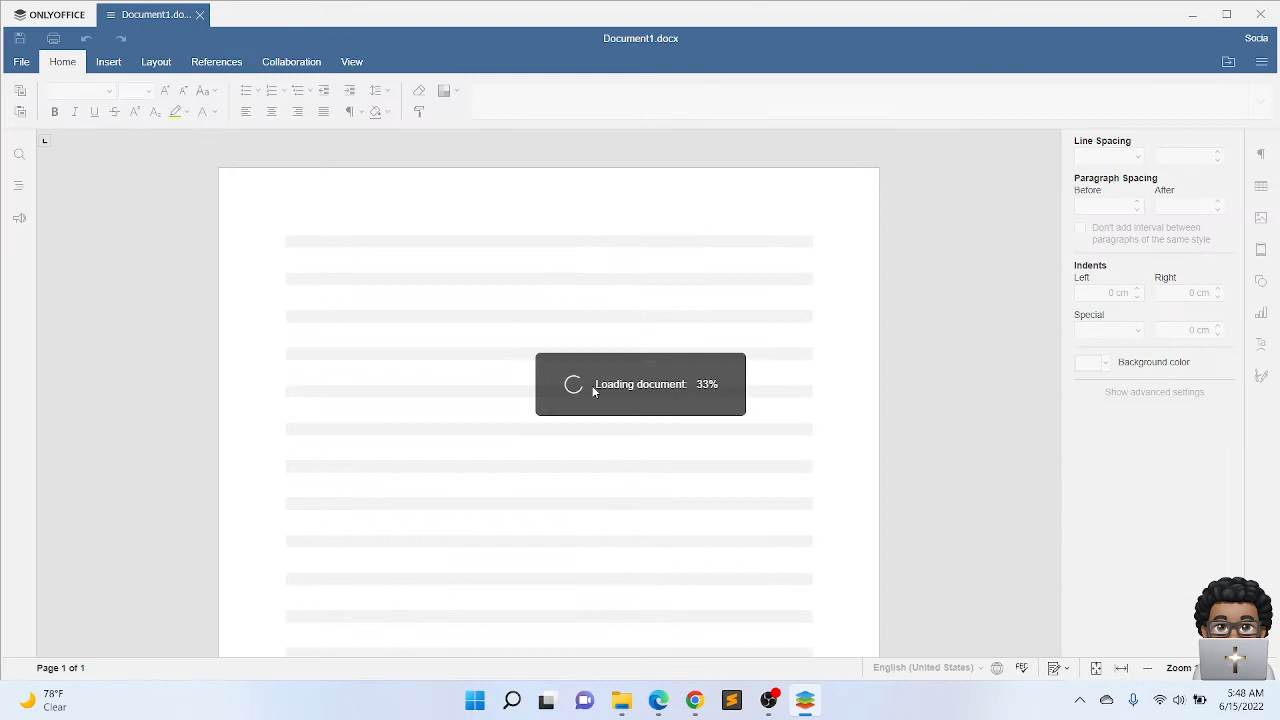 ONLYOFFICE
Document1.do...
Document1.docx
Socia
File
Home
Insert
Layout
References
Collaboration
View
Line Spacing
Paragraph Spacing
Before
After
Don't add interval between
paragraphs of the same style
Indents
Left
Right
0 cm
0 cm
Special
0 cm
Background color
Show advanced settings
Loading document: 33%
Page 1 of 1
English (United States)
Zoom
78°F
Clear
5:48 AM
6/15/2022